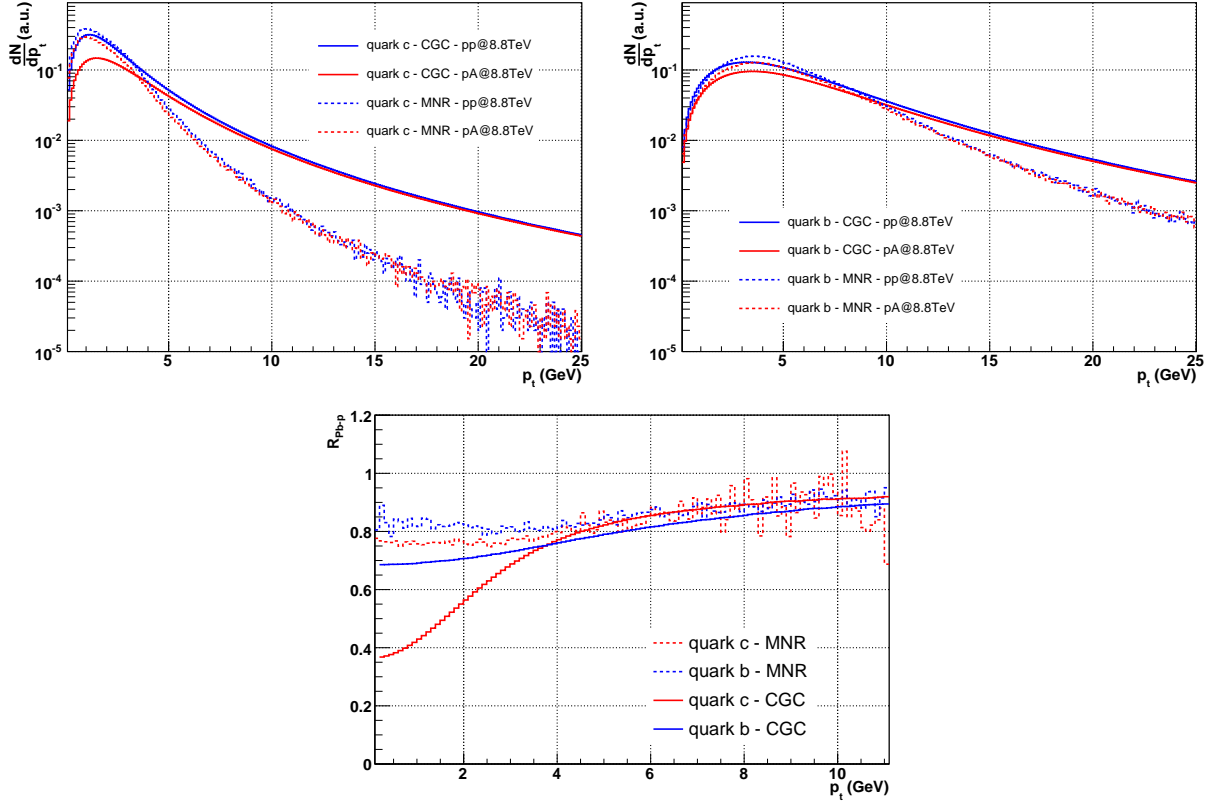 dN
dp_t (a.u.)
10^-1
10^-2
10^-3
10^-4
10^-5
quark c - CGC - pp@8.8TeV
quark c - CGC - pA@8.8TeV
quark c - MNR - pp@8.8TeV
quark c - MNR - pA@8.8TeV
5 10 15 20 25
p_t (GeV)
dN
dp_t (a.u.)
10^-1
10^-2
10^-3
10^-4
10^-5
quark b - CGC - pp@8.8TeV
quark b - CGC - pA@8.8TeV
quark b - MNR - pp@8.8TeV
quark b - MNR - pA@8.8TeV
5 10 15 20 25
p_t (GeV)
R_Pb-p
1.2
1
0.8
0.6
0.4
0.2
0
quark c - MNR
quark b - MNR
quark c - CGC
quark b - CGC
2 4 6 8 10
p_t (GeV)